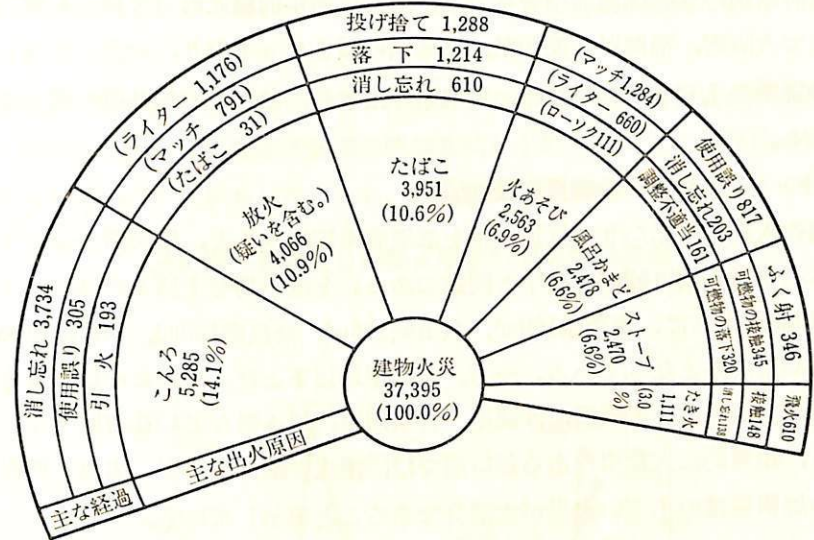 建物火災
37,395
(100.0%)
主な出火原因
主な経過
こんろ
5,285
(14.1%)
消し忘れ 3,734
使用誤り 305
引火 193
放火
(疑いを含む。)
4,066
(10.9%)
(ライター 1,176)
(マッチ 791)
(たばこ 31)
たばこ
3,951
(10.6%)
投げ捨て 1,288
落下 1,214
消し忘れ 610
火あそび
2,563
(6.9%)
(マッチ1,284)
(ライター 660)
(ローソク111)
風呂かまど
2,478
(6.6%)
使用誤り817
消し忘れ203
調整不適当161
ストーブ
2,470
(6.6%)
ふく射 346
可燃物の接触345
可燃物の落下320
たき火
1,111
(3.0
%)
飛火610
接触148
消し忘れ138